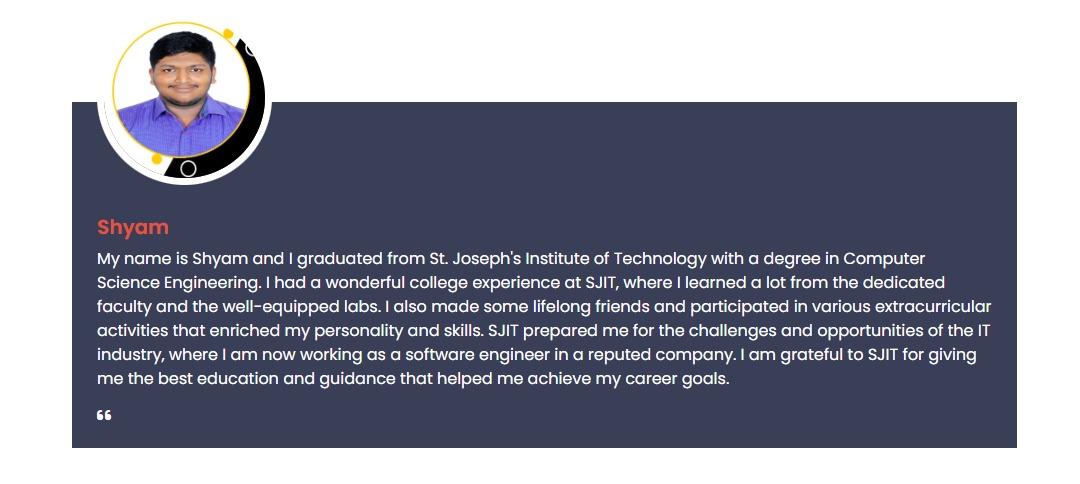 Shyam
My name is Shyam and I graduated from St. Joseph's Institute of Technology with a degree in Computer
Science Engineering. I had a wonderful college experience at SJIT, where I learned a lot from the dedicated
faculty and the well-equipped labs. I also made some lifelong friends and participated in various extracurricular
activities that enriched my personality and skills. SJIT prepared me for the challenges and opportunities of the IT
industry, where I am now working as a software engineer in a reputed company. I am grateful to SJIT for giving
me the best education and guidance that helped me achieve my career goals.
“